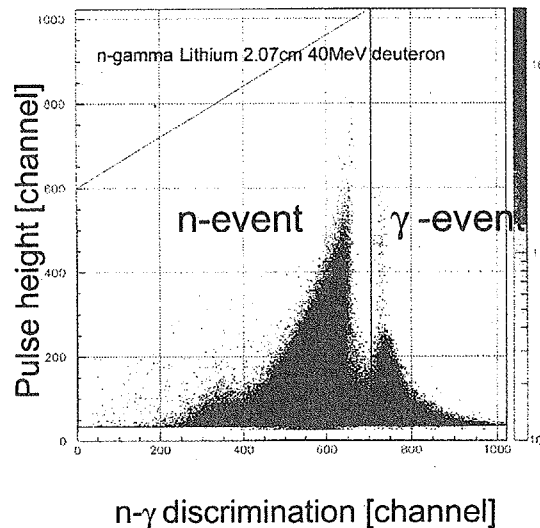 n-gamma Lithium 2.07cm 40MeV deuteron
n-event
γ-event
Pulse height [channel]
1000
800
600
400
200
0
0
200
400
600
800
1000
n-γ discrimination [channel]